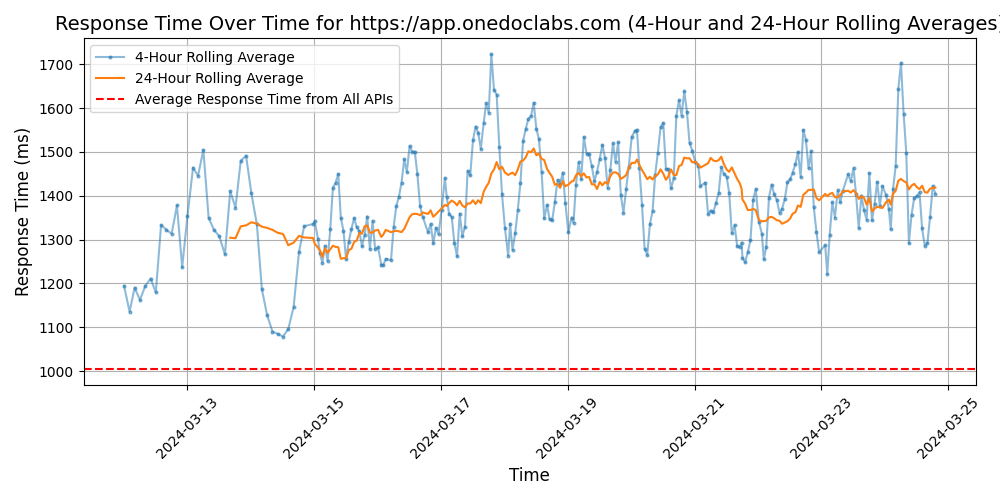 Response Time Over Time for https://app.onedoclabs.com (4-Hour and 24-Hour Rolling Averages)
4-Hour Rolling Average
24-Hour Rolling Average
Average Response Time from All APIs
Response Time (ms)
1700
1600
1500
1400
1300
1200
1100
1000
2024-03-13
2024-03-15
2024-03-17
2024-03-19
2024-03-21
2024-03-23
2024-03-25
Time